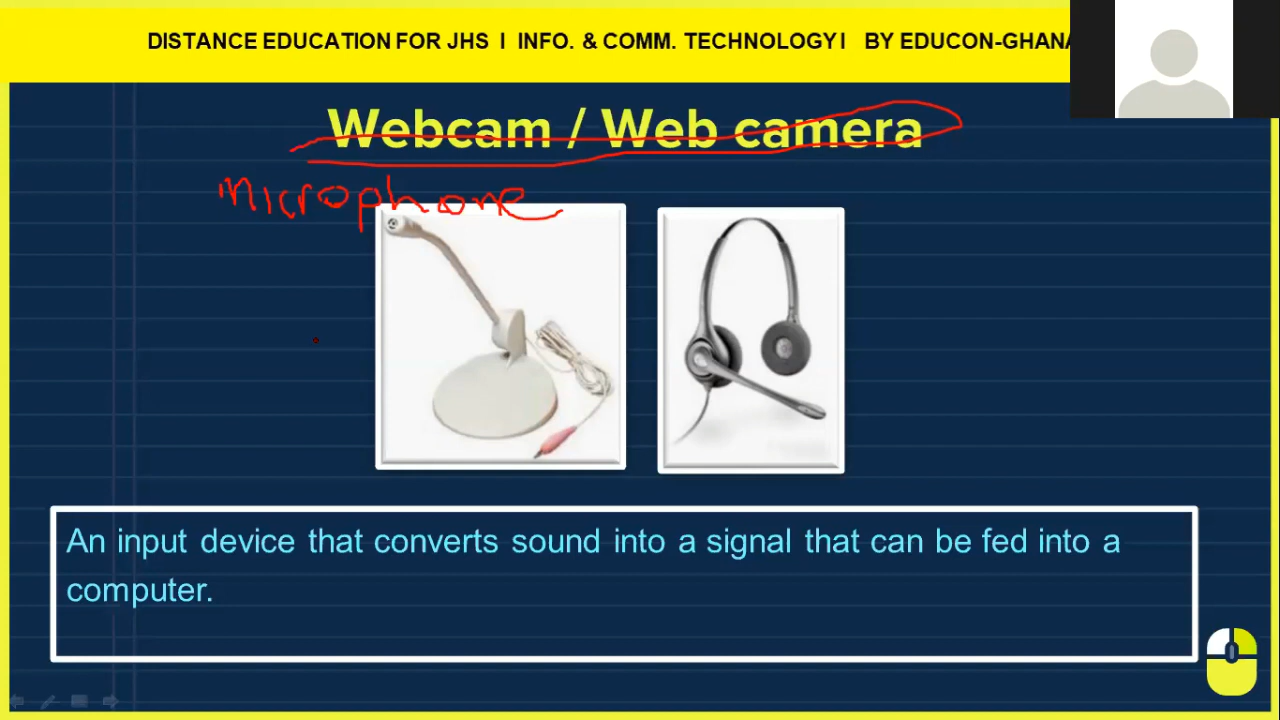 DISTANCE EDUCATION FOR JHS I INFO. & COMM. TECHNOLOGY I BY EDUCON-GHANA
Webcam / Web camera
microphone
An input device that converts sound into a signal that can be fed into a
computer.